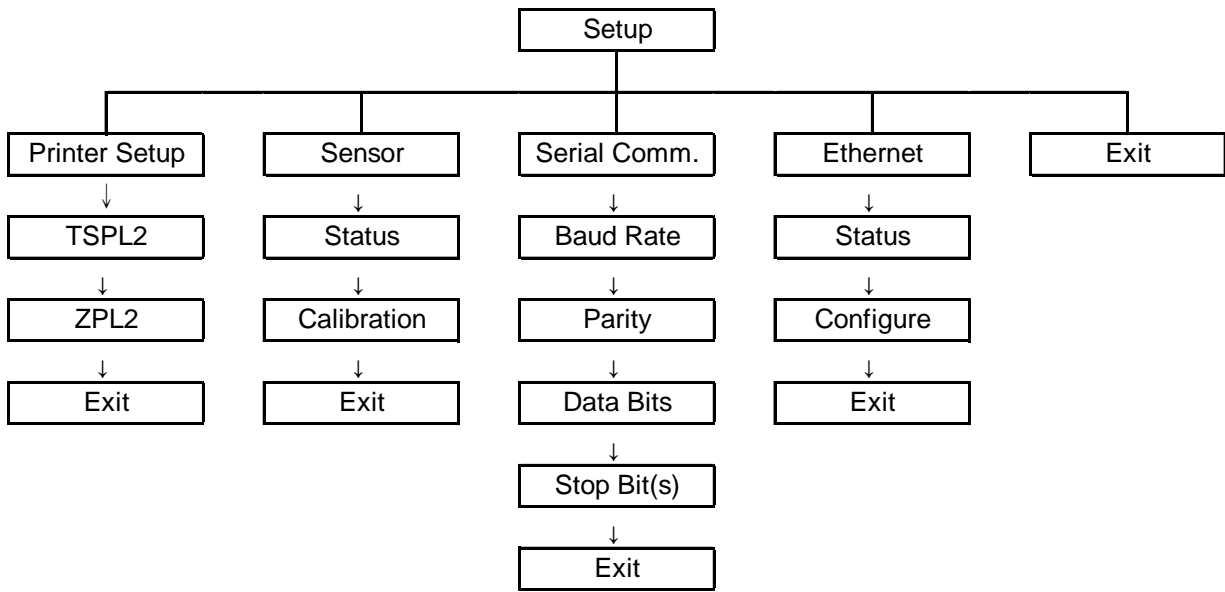 Setup
Printer Setup
Sensor
Serial Comm.
Ethernet
Exit
↓
↓
↓
↓
TSPL2
Status
Baud Rate
Status
↓
↓
↓
↓
ZPL2
Calibration
Parity
Configure
↓
↓
↓
↓
Exit
Exit
Data Bits
Exit
↓
Stop Bit(s)
↓
Exit